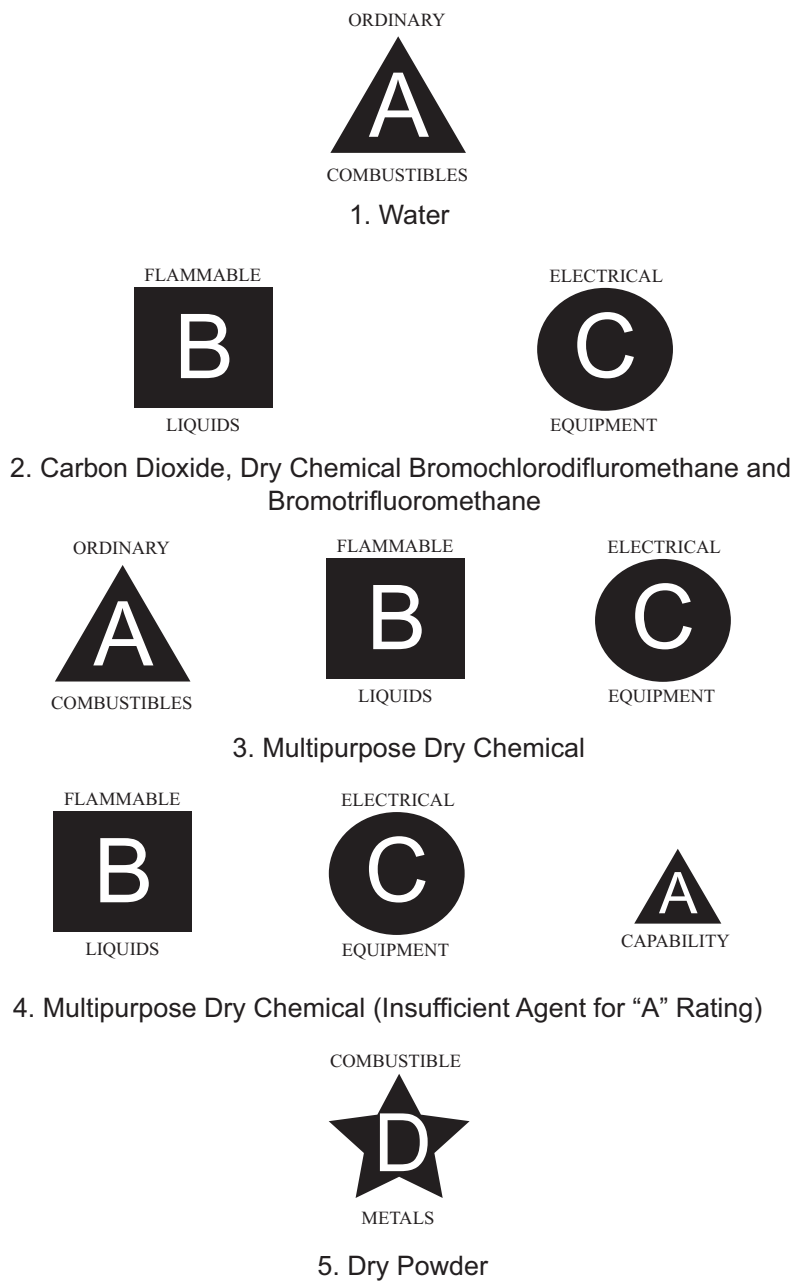 ORDINARY
A
COMBUSTIBLES
1. Water
FLAMMABLE ELECTRICAL
B C
LIQUIDS EQUIPMENT
2. Carbon Dioxide, Dry Chemical Bromochlorodifluromethane and
Bromotrifluoromethane
ORDINARY FLAMMABLE ELECTRICAL
A B C
COMBUSTIBLES LIQUIDS EQUIPMENT
3. Multipurpose Dry Chemical
FLAMMABLE ELECTRICAL
B C A
LIQUIDS EQUIPMENT CAPABILITY
4. Multipurpose Dry Chemical (Insufficient Agent for “A” Rating)
COMBUSTIBLE
D
METALS
5. Dry Powder